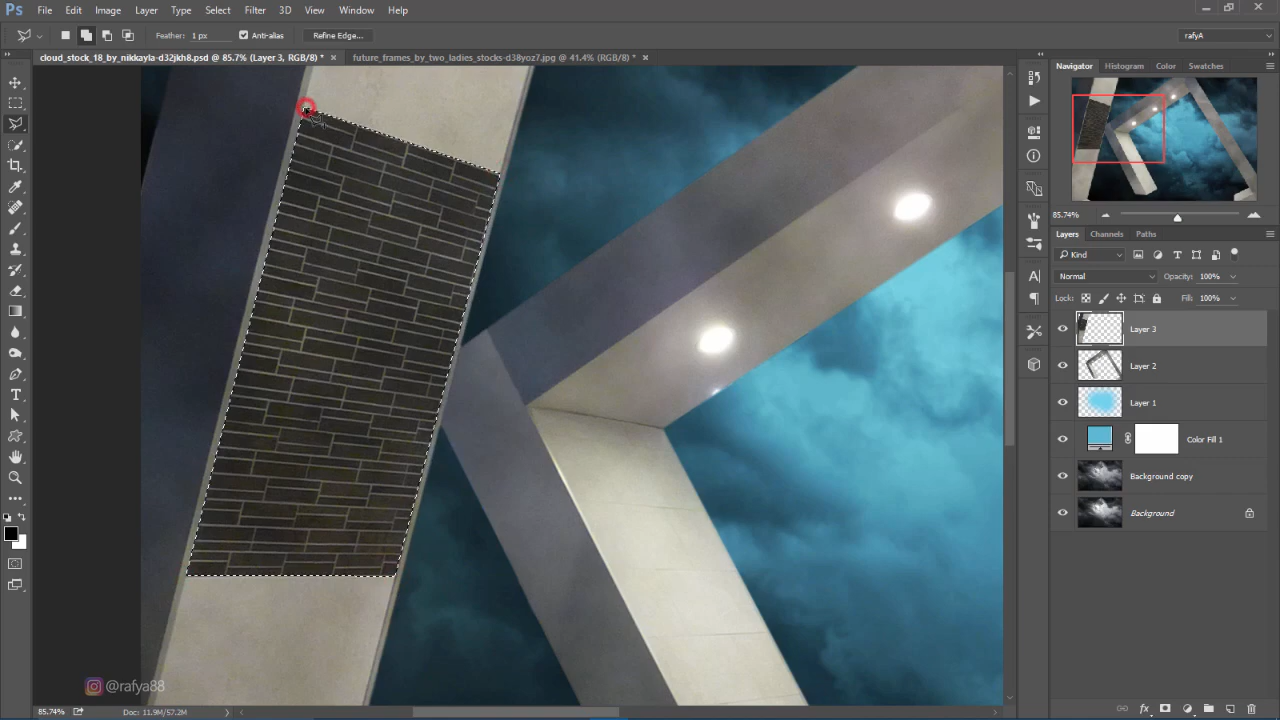 Ps File Edit Image Layer Type Select Filter 3D View Window Help
Feather: 1 px Anti-alias Refine Edge... rafyA
cloud_stock_18_by_nikkayla-d32jkh8.psd @ 85.7% (Layer 3, RGB/8) * × future_frames_by_two_ladies_stocks-d38yoz7.jpg @ 41.4% (RGB/8) * ×
Navigator Histogram Color Swatches
85.74%
Layers Channels Paths
Kind
Normal Opacity: 100%
Lock: Fill: 100%
Layer 3
Layer 2
Layer 1
Color Fill 1
Background copy
Background
@rafya88
85.74% Doc: 11.9M/57.2M